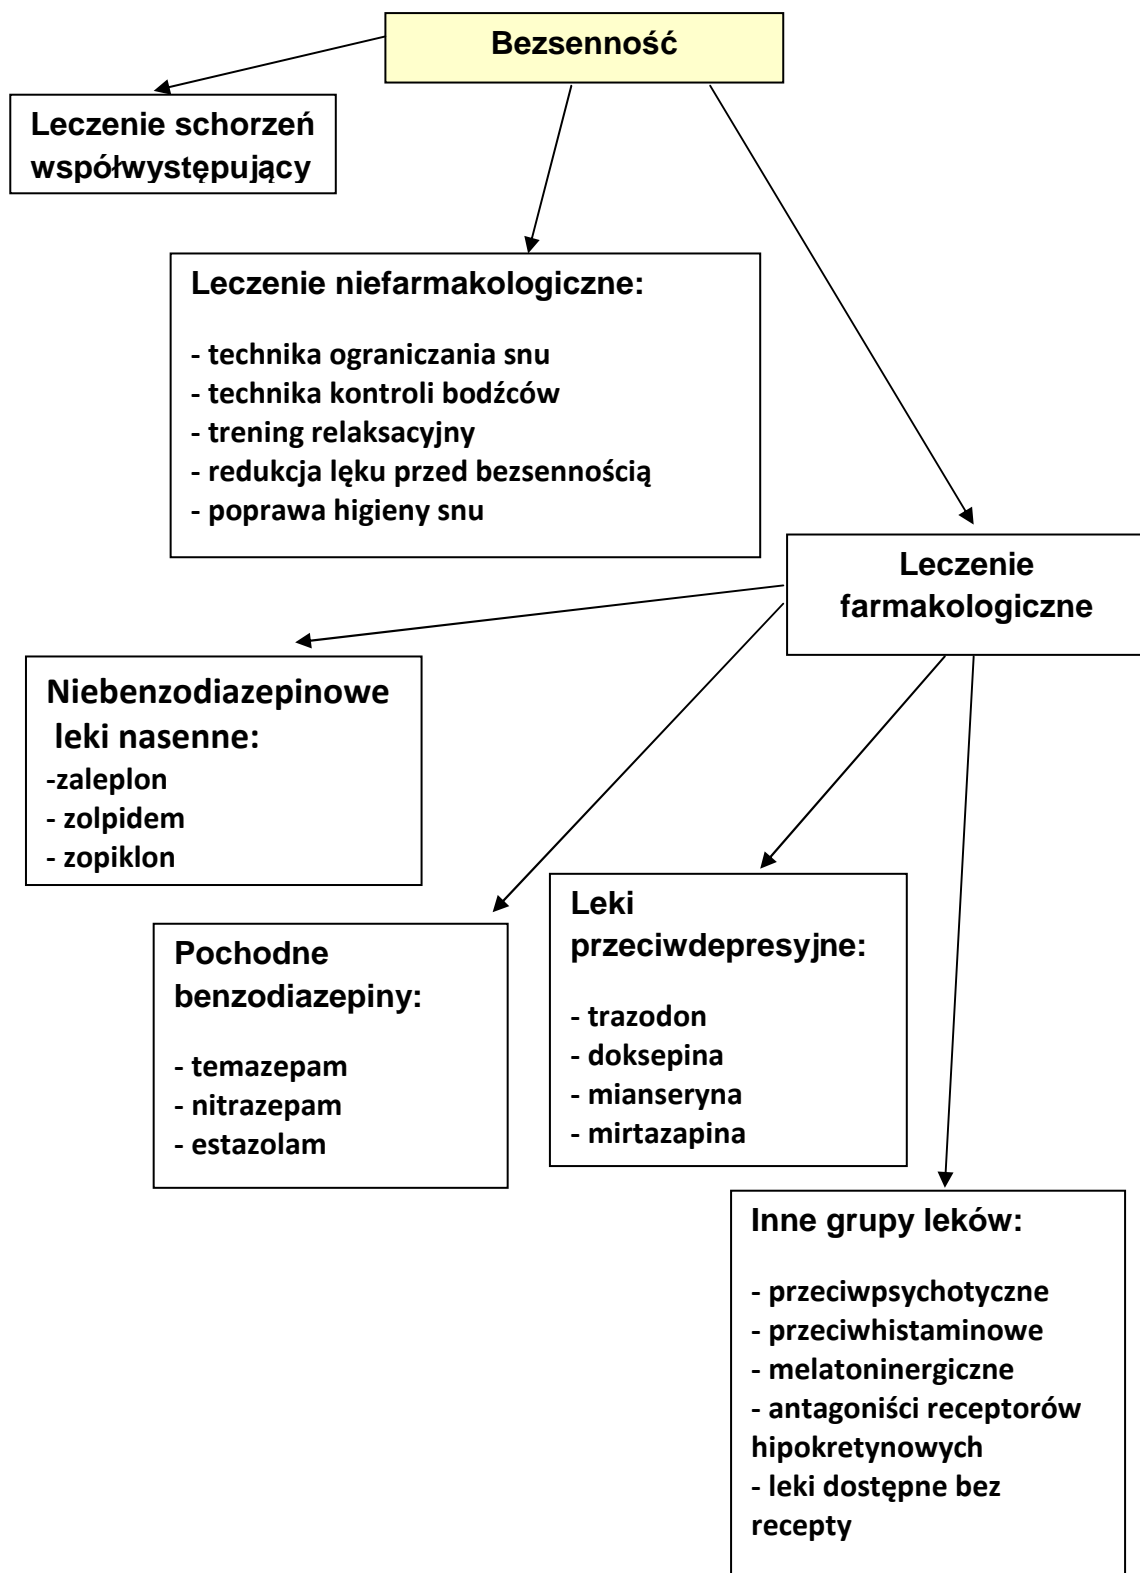 Bezsenność
Leczenie schorzeń
współwystępujący
Leczenie niefarmakologiczne:
- technika ograniczania snu
- technika kontroli bodźców
- trening relaksacyjny
- redukcja lęku przed bezsennością
- poprawa higieny snu
Leczenie
farmakologiczne
Niebenzodiazepinowe
leki nasenne:
-zaleplon
- zolpidem
- zopiklon
Pochodne
benzodiazepiny:
- temazepam
- nitrazepam
- estazolam
Leki
przeciwdepresyjne:
- trazodon
- doksepina
- mianseryna
- mirtazapina
Inne grupy leków:
- przeciwpsychotyczne
- przeciwhistaminowe
- melatoninergiczne
- antagoniści receptorów
hipokretynowych
- leki dostępne bez
recepty